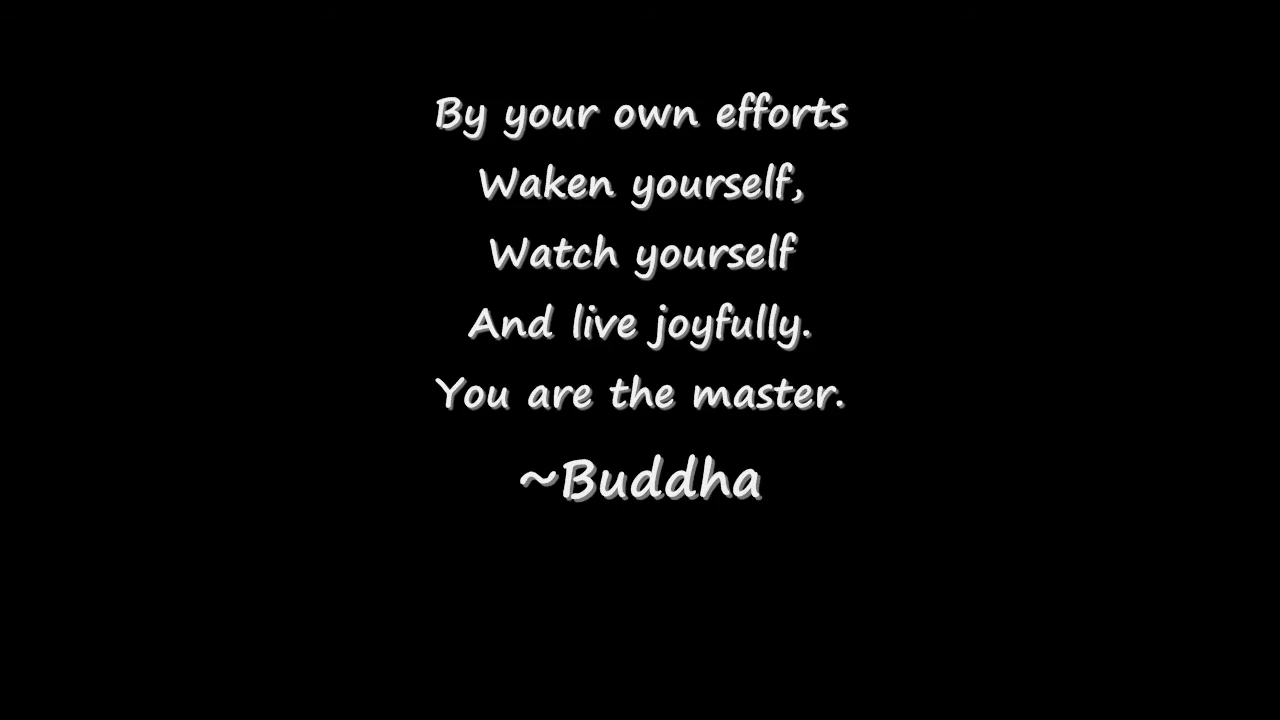 By your own efforts
Waken yourself,
Watch yourself
And live joyfully.
You are the master.
~Buddha